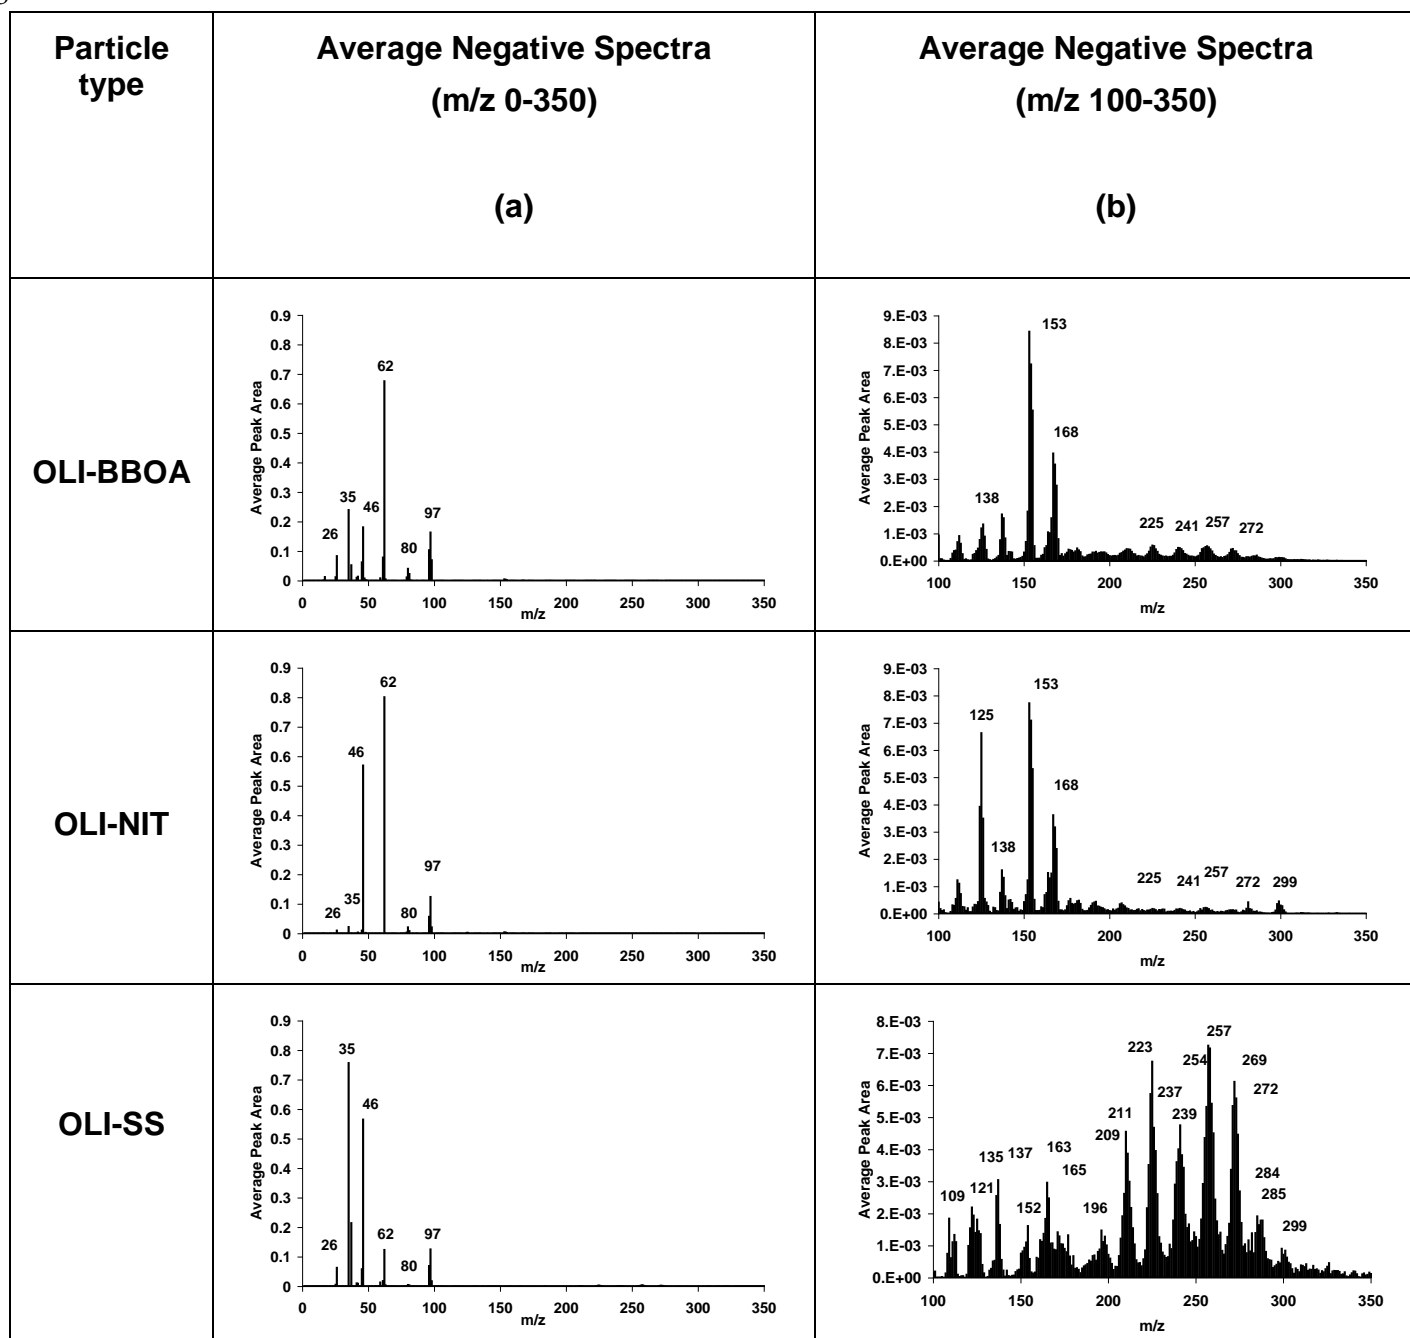 Particle
type
Average Negative Spectra
(m/z 0-350)
(a)
Average Negative Spectra
(m/z 100-350)
(b)
OLI-BBOA
Average Peak Area
0.9
0.8
0.7
0.6
0.5
0.4
0.3
0.2
0.1
0
26
35
46
62
80
97
0 50 100 150 200 250 300 350
m/z
Average Peak Area
9.E-03
8.E-03
7.E-03
6.E-03
5.E-03
4.E-03
3.E-03
2.E-03
1.E-03
0.E+00
138
153
168
225
241
257
272
100 150 200 250 300 350
m/z
OLI-NIT
Average Peak Area
0.9
0.8
0.7
0.6
0.5
0.4
0.3
0.2
0.1
0
26
35
46
62
80
97
0 50 100 150 200 250 300 350
m/z
Average Peak Area
9.E-03
8.E-03
7.E-03
6.E-03
5.E-03
4.E-03
3.E-03
2.E-03
1.E-03
0.E+00
125
138
153
168
225
241
257
272
299
100 150 200 250 300 350
m/z
OLI-SS
Average Peak Area
0.9
0.8
0.7
0.6
0.5
0.4
0.3
0.2
0.1
0
26
35
46
62
80
97
0 50 100 150 200 250 300 350
m/z
Average Peak Area
8.E-03
7.E-03
6.E-03
5.E-03
4.E-03
3.E-03
2.E-03
1.E-03
0.E+00
109
121
135
137
152
163
165
196
209
211
223
237
239
254
257
269
272
284
285
299
100 150 200 250 300 350
m/z